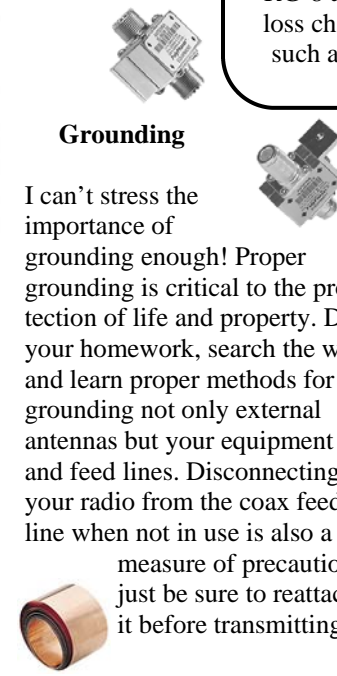 loss ch
such a
Grounding
I can’t stress the
importance of
grounding enough! Proper
grounding is critical to the pro
tection of life and property. D
your homework, search the w
and learn proper methods for
grounding not only external
antennas but your equipment
and feed lines. Disconnecting
your radio from the coax feed
line when not in use is also a
measure of precautio
just be sure to reattac
it before transmitting